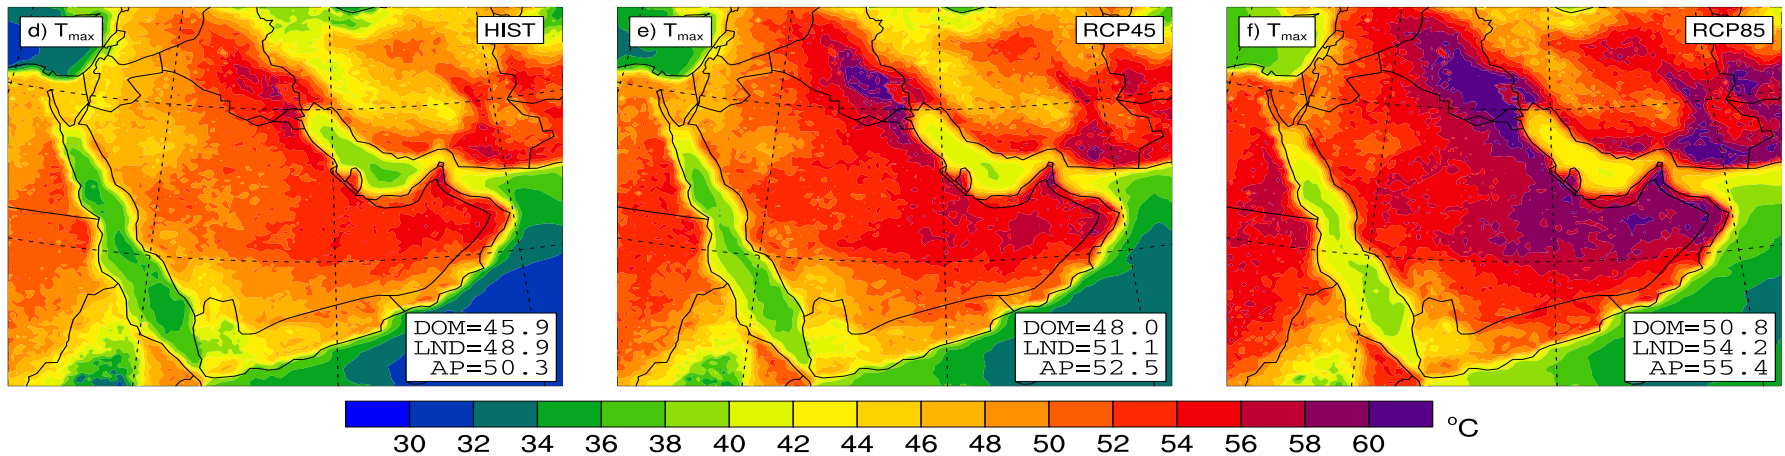 d) Tmax HIST
e) Tmax RCP45
f) Tmax RCP85
DOM=45.9
LND=48.9
AP=50.3
DOM=48.0
LND=51.1
AP=52.5
DOM=50.8
LND=54.2
AP=55.4
30 32 34 36 38 40 42 44 46 48 50 52 54 56 58 60 °C